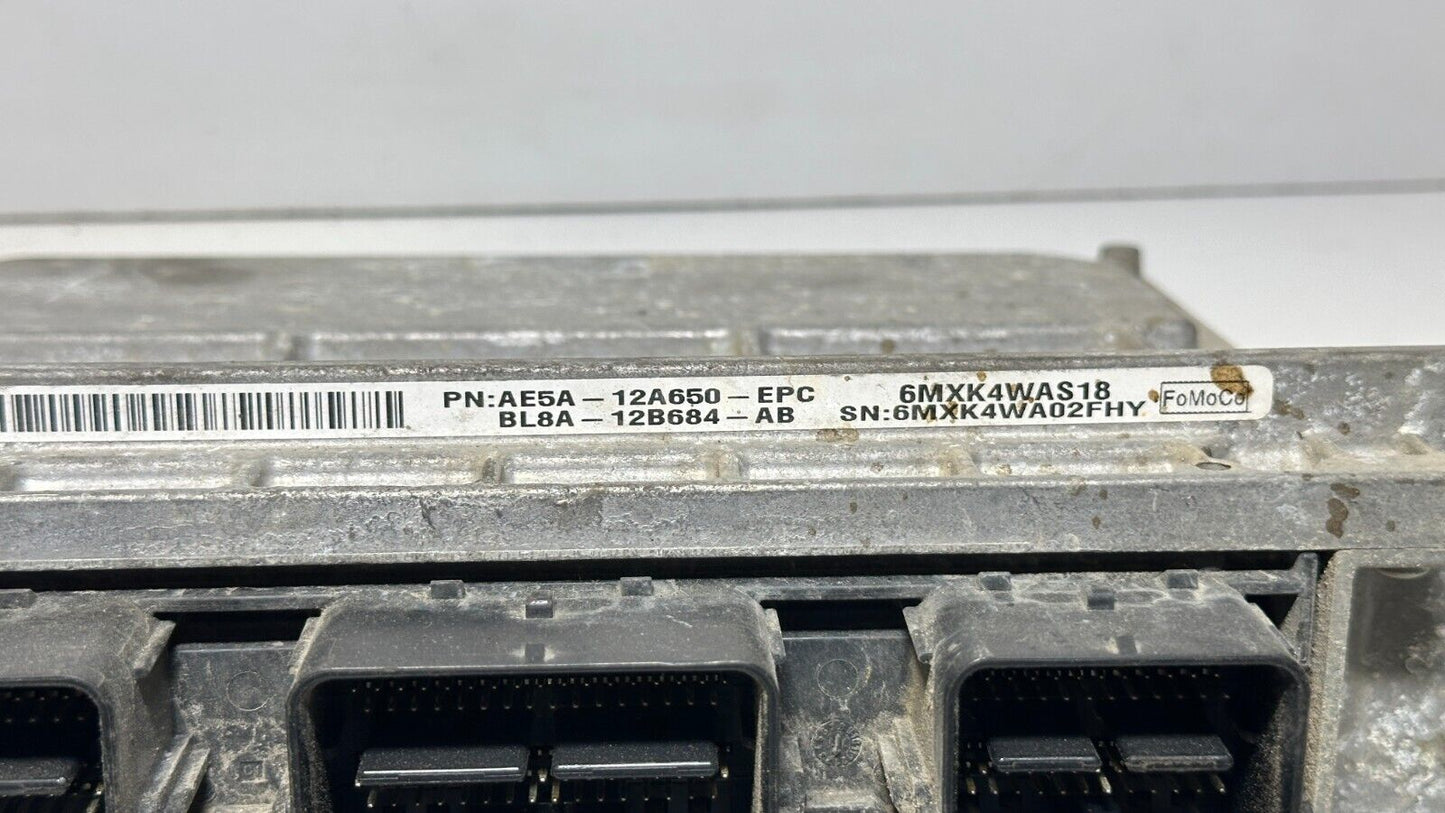 PN:AE5A-12A650-EPC 6MXK4WAS18
BL8A-12B684-AB SN:6MXK4WA02FHY
FoMoCo